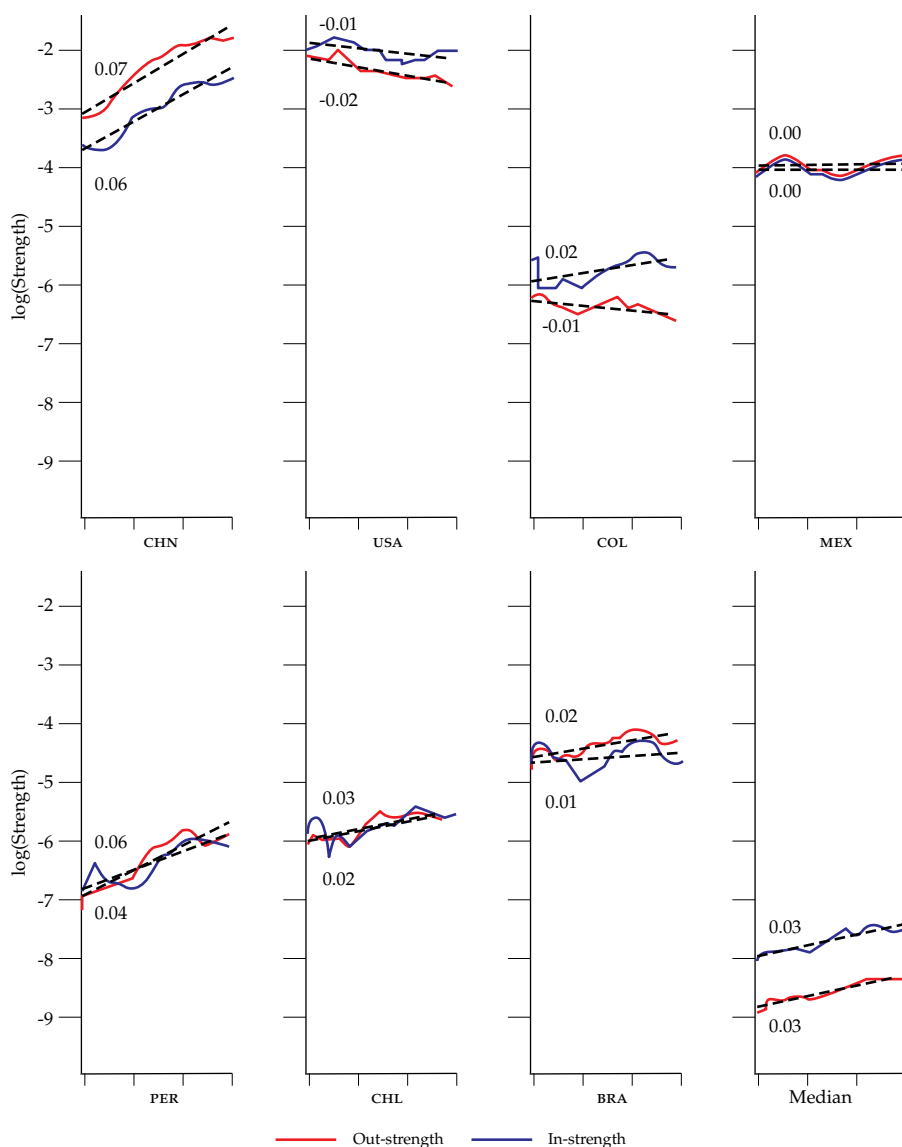 -2
-3
-4
-5
-6
-7
-8
-9
log(Strength)
0.07
0.06
CHN
-0.01
-0.02
USA
0.02
-0.01
COL
0.00
0.00
MEX
-2
-3
-4
-5
-6
-7
-8
-9
log(Strength)
0.06
0.04
PER
0.03
0.02
CHL
0.02
0.01
BRA
0.03
0.03
Median
Out-strength In-strength